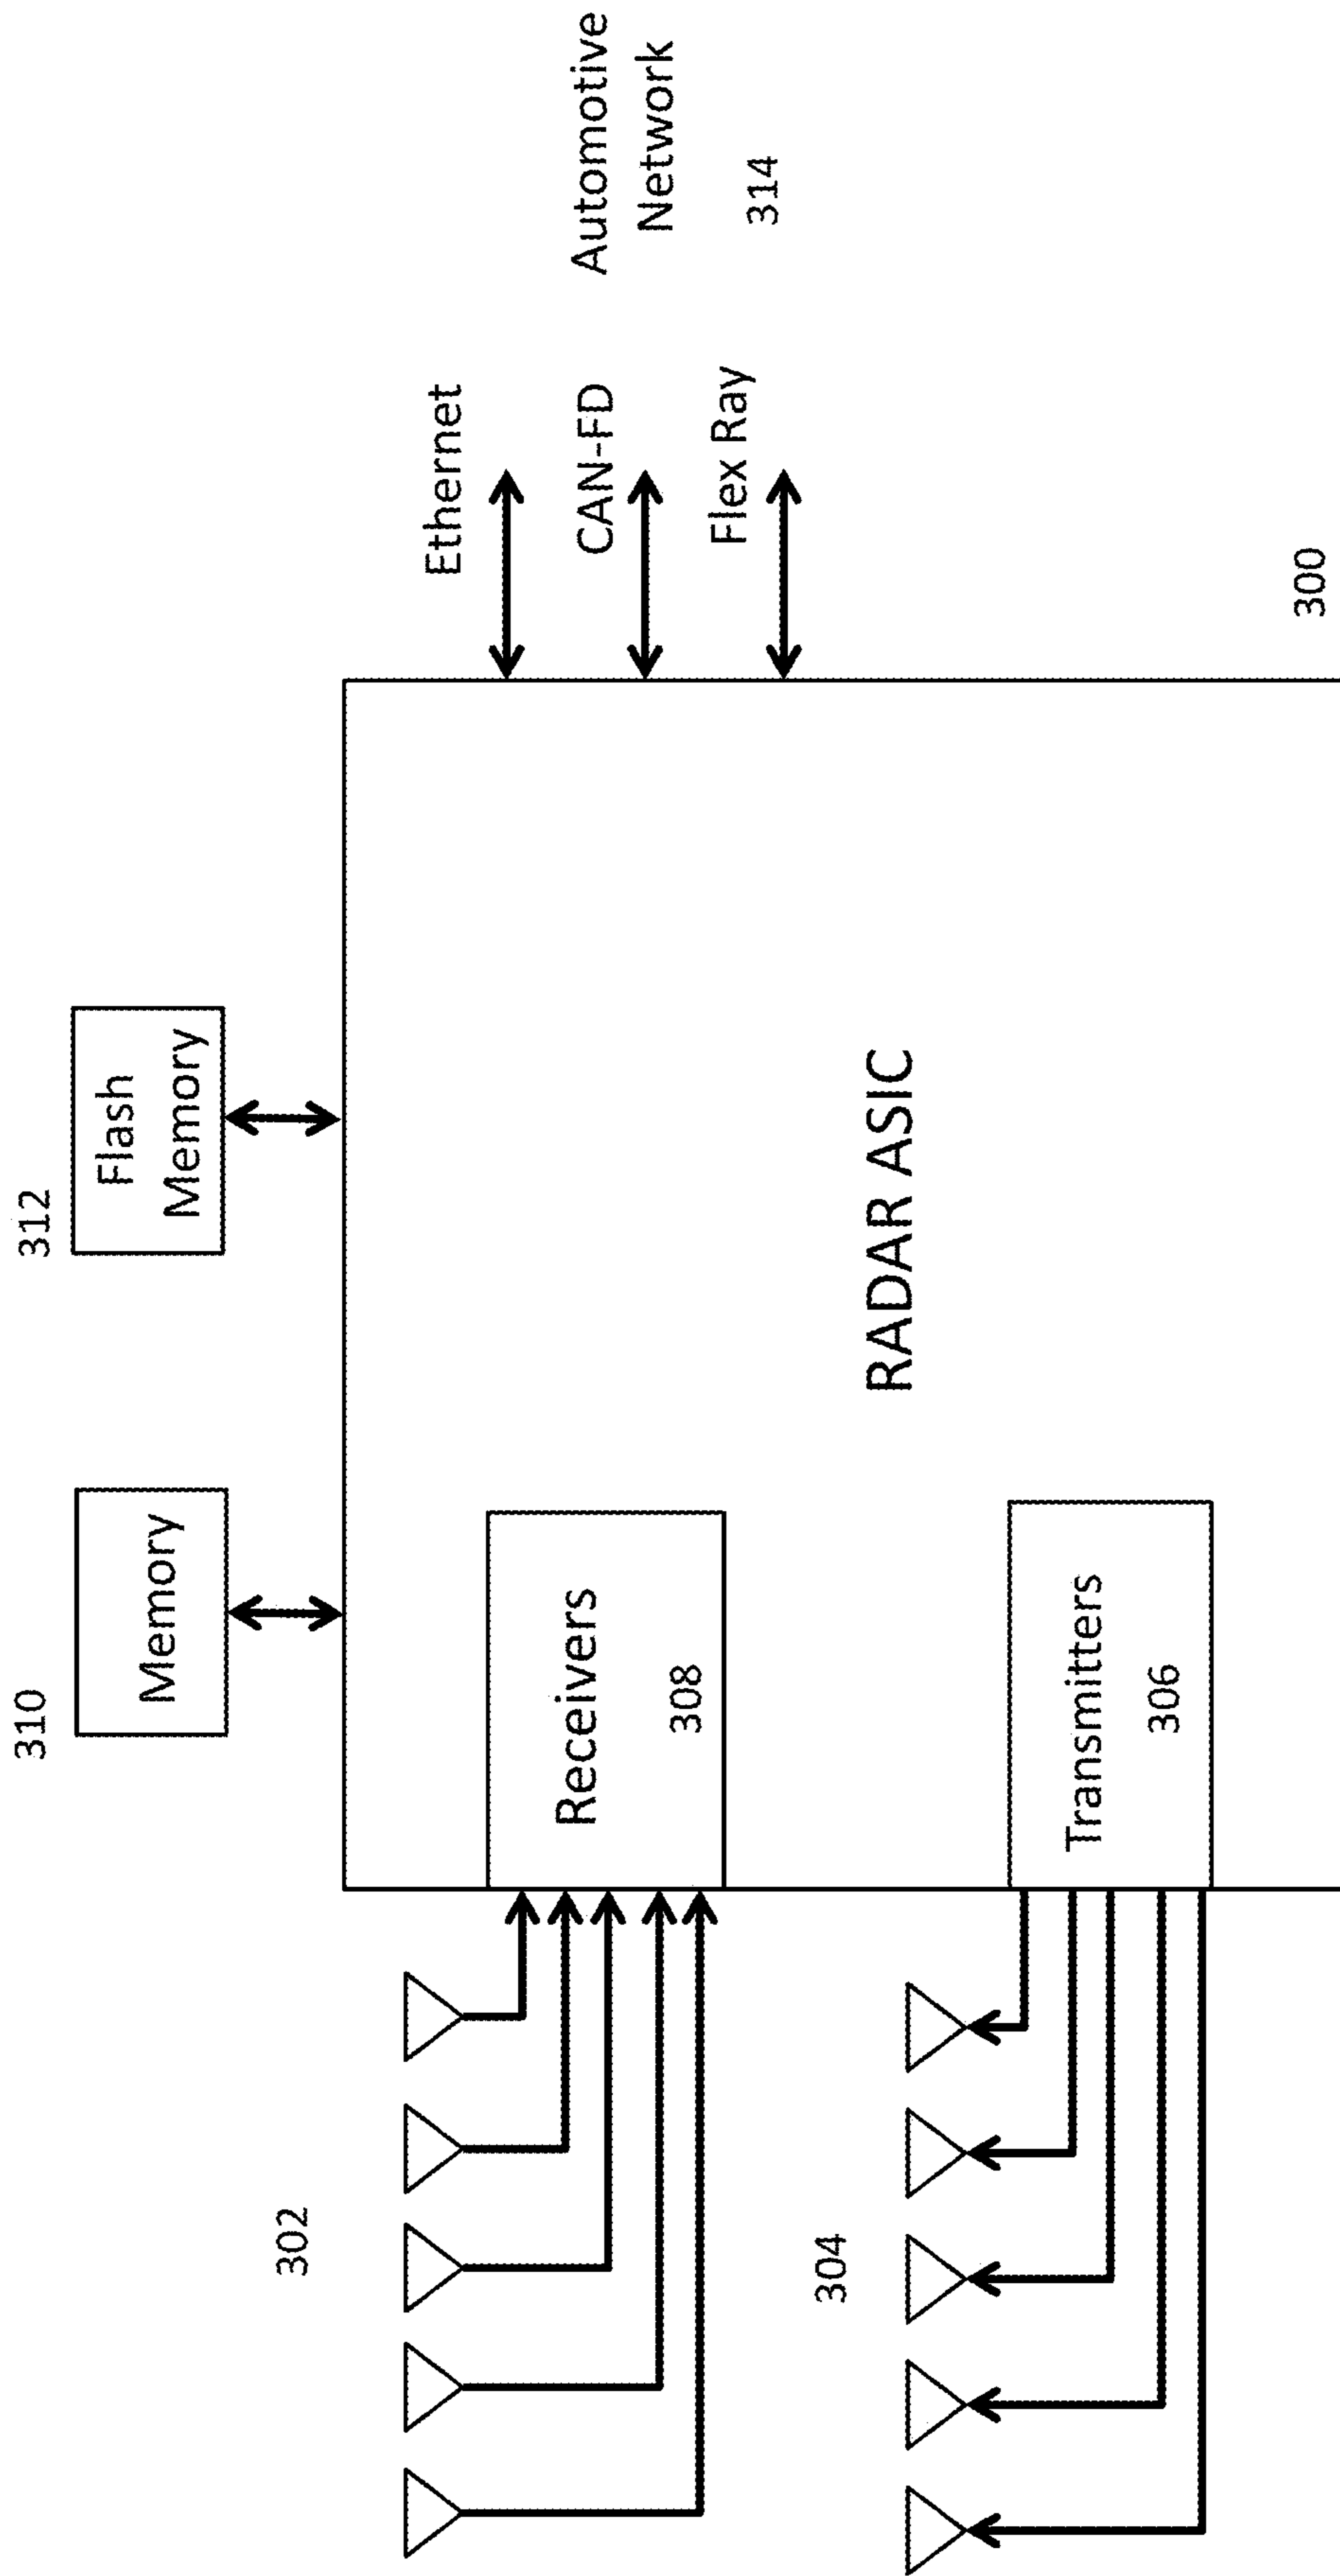 310
Memory
312
Flash
Memory
302
Receivers
308
304
Transmitters
306
RADAR ASIC
Ethernet
CAN-FD
Flex Ray
Automotive
Network
314
300